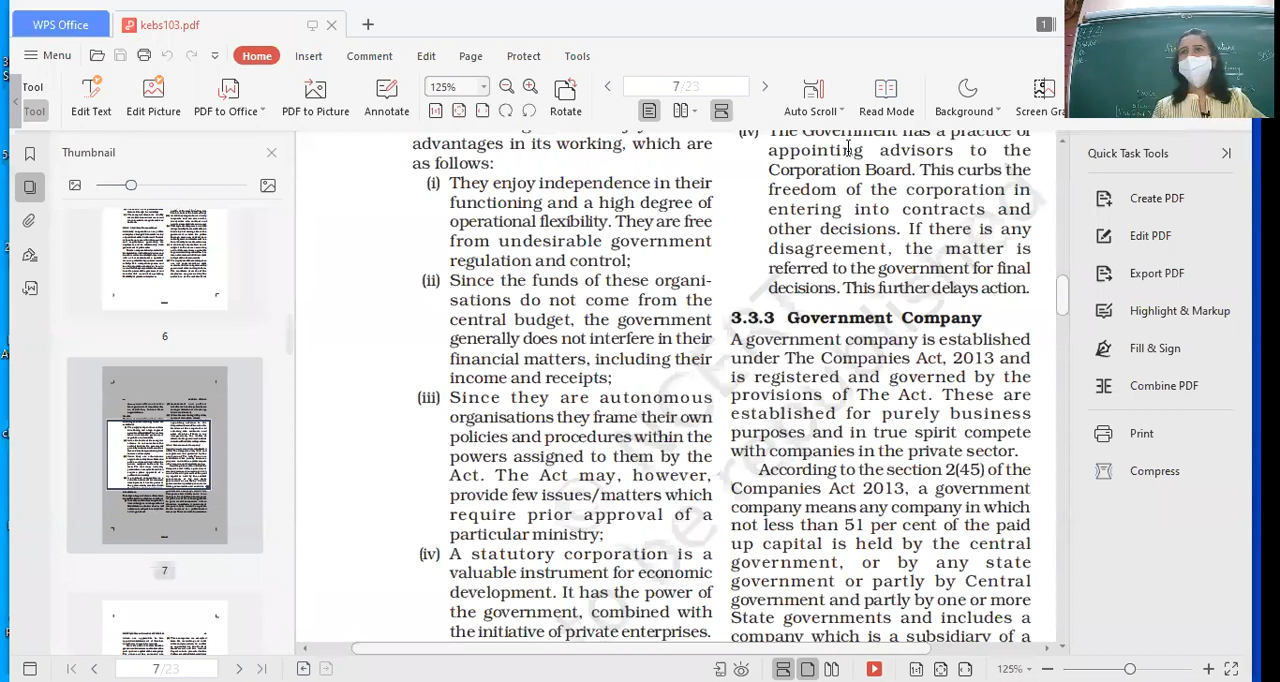 WPS Office
kebs103.pdf
1
Menu
Home
Insert
Comment
Edit
Page
Protect
Tools
Tool
Tool
Edit Text
Edit Picture
PDF to Office
PDF to Picture
Annotate
125%
Rotate
7/23
Auto Scroll
Read Mode
Background
Screen Gra
Thumbnail
6
7
advantages in its working, which are
as follows:
(i) They enjoy independence in their
functioning and a high degree of
operational flexibility. They are free
from undesirable government
regulation and control;
(ii) Since the funds of these organi-
sations do not come from the
central budget, the government
generally does not interfere in their
financial matters, including their
income and receipts;
(iii) Since they are autonomous
organisations they frame their own
policies and procedures within the
powers assigned to them by the
Act. The Act may, however,
provide few issues/matters which
require prior approval of a
particular ministry;
(iv) A statutory corporation is a
valuable instrument for economic
development. It has the power of
the government, combined with
the initiative of private enterprises.
(iv) The Government has a practice of
appointing advisors to the
Corporation Board. This curbs the
freedom of the corporation in
entering into contracts and
other decisions. If there is any
disagreement, the matter is
referred to the government for final
decisions. This further delays action.
3.3.3 Government Company
A government company is established
under The Companies Act, 2013 and
is registered and governed by the
provisions of The Act. These are
established for purely business
purposes and in true spirit compete
with companies in the private sector.
According to the section 2(45) of the
Companies Act 2013, a government
company means any company in which
not less than 51 per cent of the paid
up capital is held by the central
government, or by any state
government or partly by Central
government and partly by one or more
State governments and includes a
company which is a subsidiary of a
© NCERT
to be republished
Quick Task Tools
Create PDF
Edit PDF
Export PDF
Highlight & Markup
Fill & Sign
Combine PDF
Print
Compress
7/23
125%